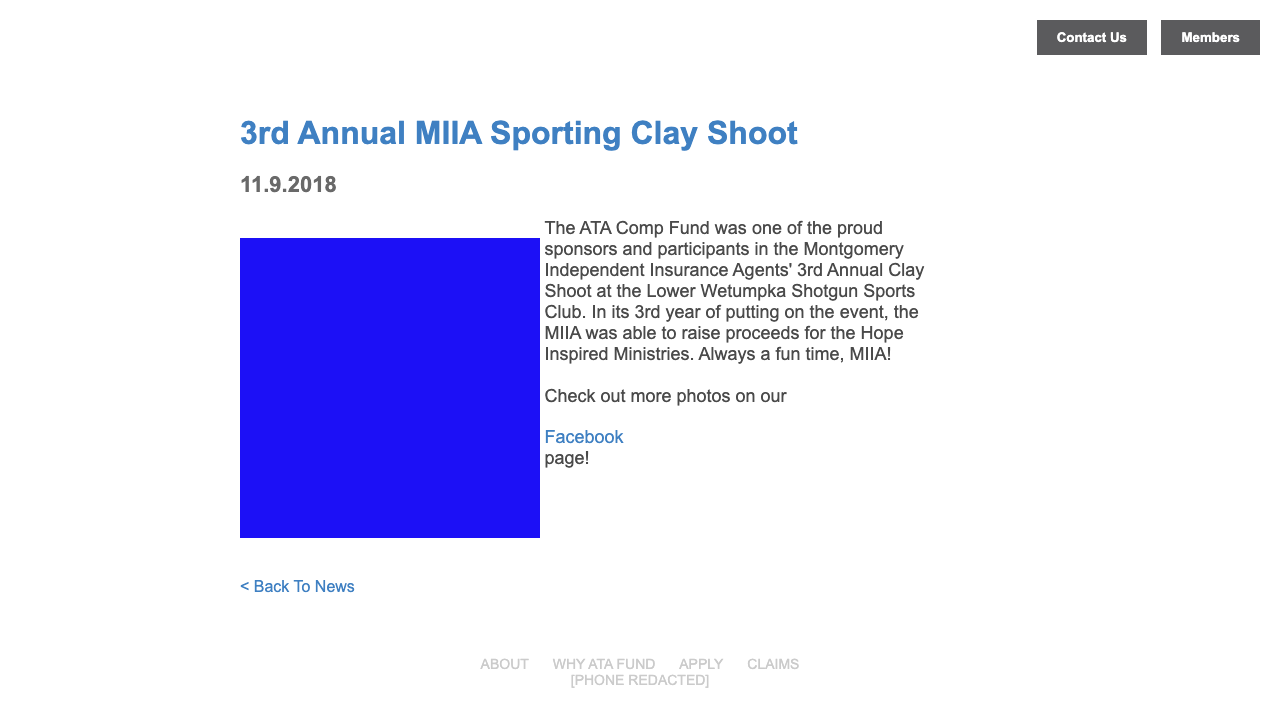 Contact Us Members
3rd Annual MIIA Sporting Clay Shoot
11.9.2018
The ATA Comp Fund was one of the proud
sponsors and participants in the Montgomery
Independent Insurance Agents' 3rd Annual Clay
Shoot at the Lower Wetumpka Shotgun Sports
Club. In its 3rd year of putting on the event, the
MIIA was able to raise proceeds for the Hope
Inspired Ministries. Always a fun time, MIIA!
Check out more photos on our
Facebook
page!
< Back To News
ABOUT WHY ATA FUND APPLY CLAIMS
[PHONE REDACTED]